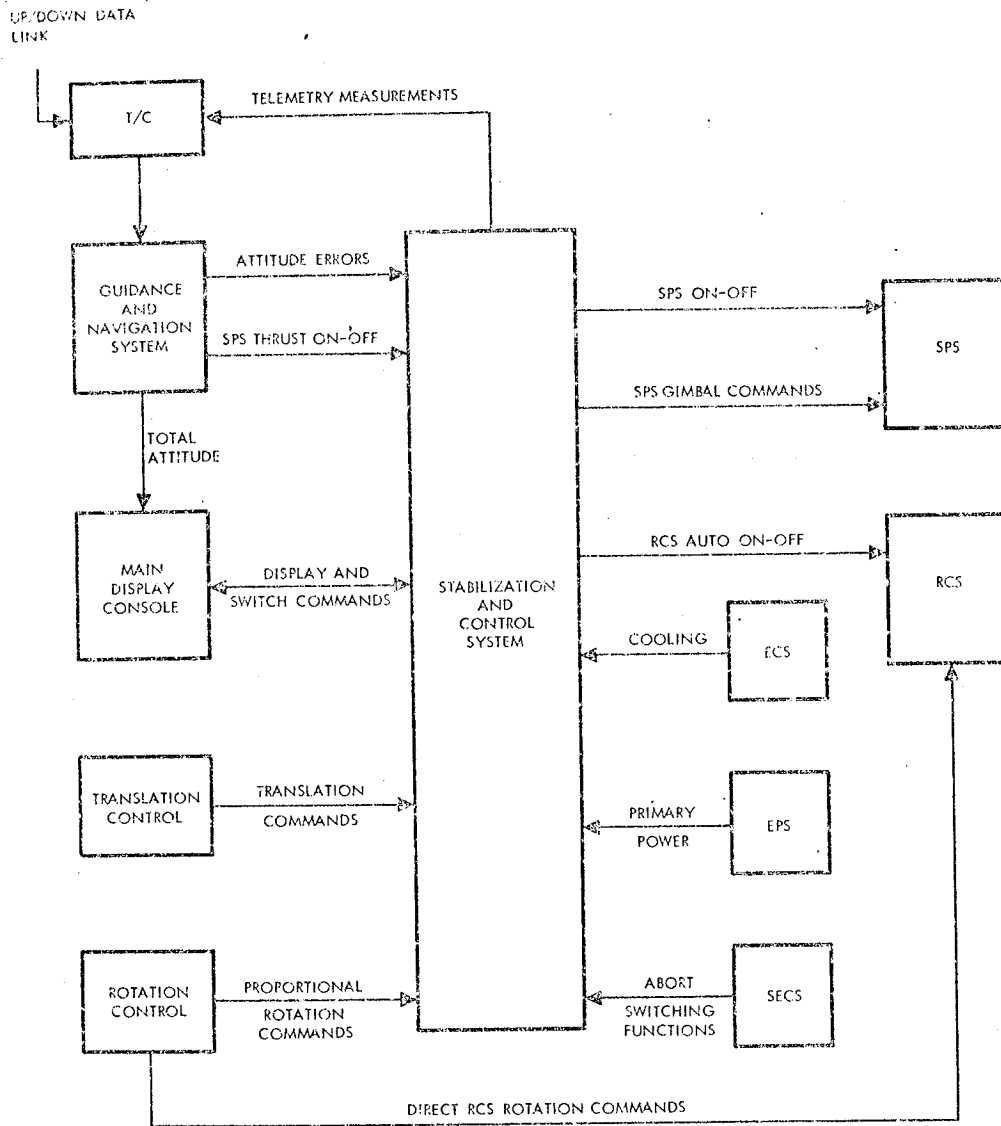 UP/DOWN DATA
LINK
T/C
TELEMETRY MEASUREMENTS
GUIDANCE
AND
NAVIGATION
SYSTEM
ATTITUDE ERRORS
SPS THRUST ON-OFF
SPS ON-OFF
SPS GIMBAL COMMANDS
SPS
TOTAL
ATTITUDE
MAIN
DISPLAY
CONSOLE
DISPLAY AND
SWITCH COMMANDS
STABILIZATION
AND
CONTROL
SYSTEM
RCS AUTO ON-OFF
RCS
COOLING
ECS
TRANSLATION
CONTROL
TRANSLATION
COMMANDS
PRIMARY
POWER
EPS
ROTATION
CONTROL
PROPORTIONAL
ROTATION
COMMANDS
ABORT
SWITCHING
FUNCTIONS
SECS
DIRECT RCS ROTATION COMMANDS